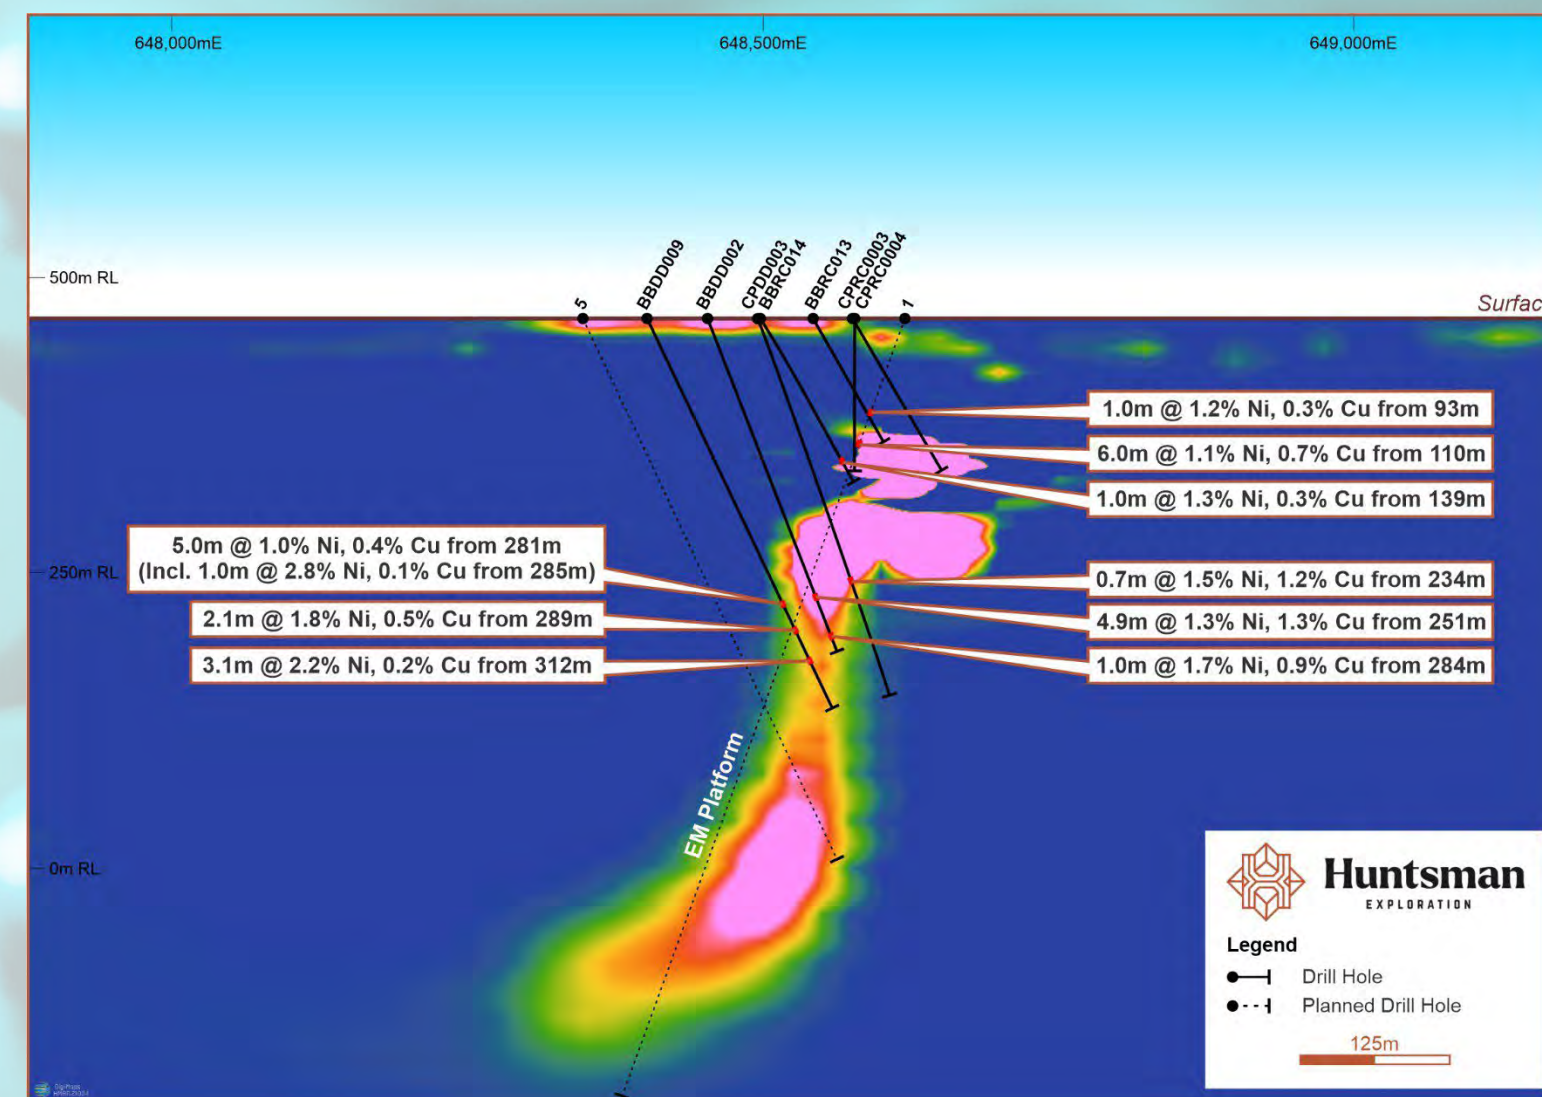 648,000mE
648,500mE
649,000mE
500m RL
5
BBDD009
BBDD002
CPDD003
BBRC014
BBRC013
CPRC0003
CPRC0004
1
Surfac
1.0m @ 1.2% Ni, 0.3% Cu from 93m
6.0m @ 1.1% Ni, 0.7% Cu from 110m
1.0m @ 1.3% Ni, 0.3% Cu from 139m
5.0m @ 1.0% Ni, 0.4% Cu from 281m
(Incl. 1.0m @ 2.8% Ni, 0.1% Cu from 285m)
250m RL
2.1m @ 1.8% Ni, 0.5% Cu from 289m
3.1m @ 2.2% Ni, 0.2% Cu from 312m
0.7m @ 1.5% Ni, 1.2% Cu from 234m
4.9m @ 1.3% Ni, 1.3% Cu from 251m
1.0m @ 1.7% Ni, 0.9% Cu from 284m
EM Platform
0m RL
Huntsman
EXPLORATION
Legend
Drill Hole
Planned Drill Hole
125m